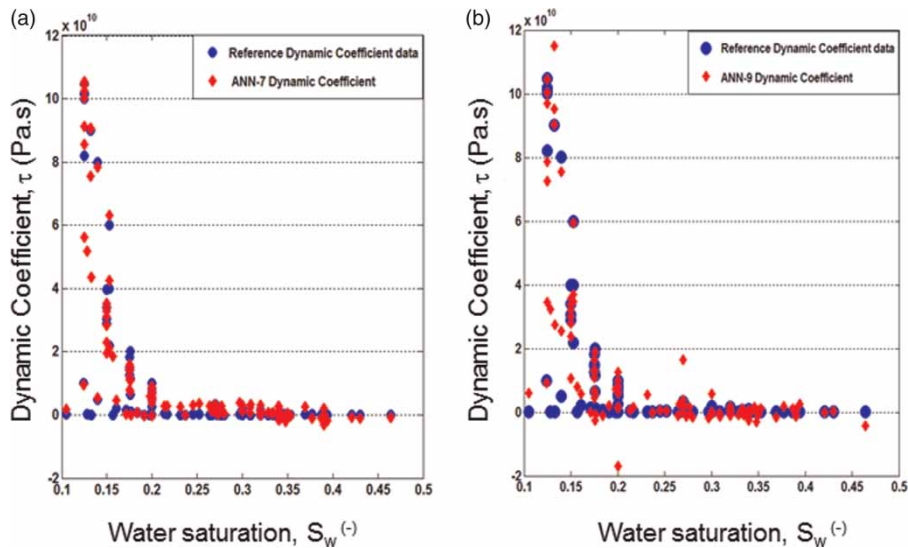 (a)
12 x 10^10
Reference Dynamic Coefficient data
ANN-7 Dynamic Coefficient
10
8
6
4
2
0
-2
0.1 0.15 0.2 0.25 0.3 0.35 0.4 0.45 0.5
Dynamic Coefficient, τ (Pa.s)
Water saturation, S_w (-)
(b)
12 x 10^10
Reference Dynamic Coefficient data
ANN-9 Dynamic Coefficient
10
8
6
4
2
0
-2
0.1 0.15 0.2 0.25 0.3 0.35 0.4 0.45 0.5
Dynamic Coefficient, τ (Pa.s)
Water saturation, S_w (-)